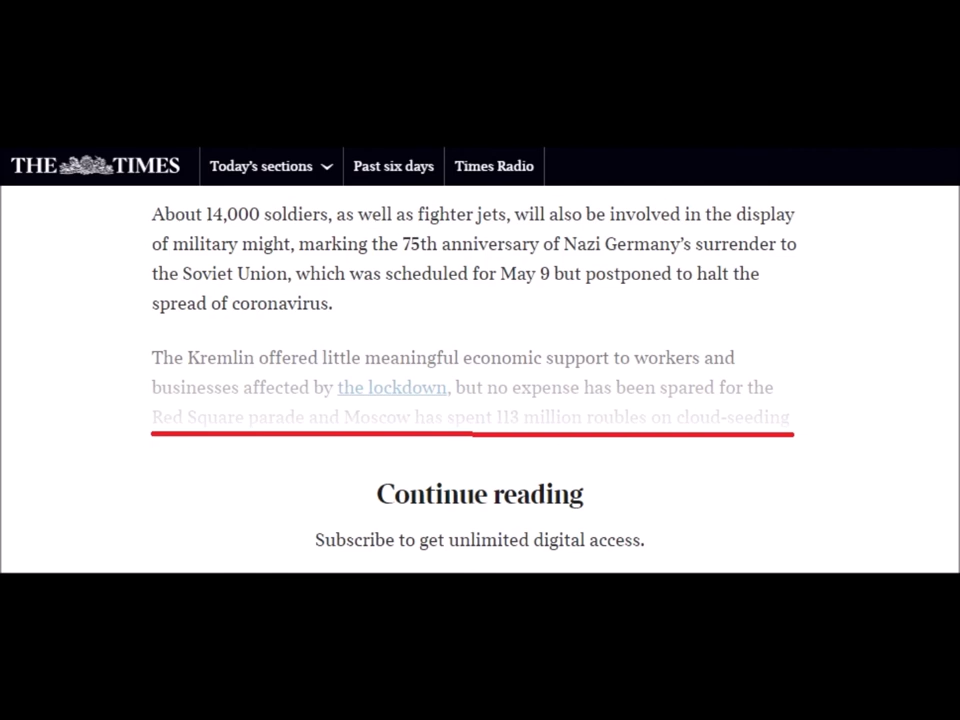 THE TIMES
Today's sections
Past six days
Times Radio
About 14,000 soldiers, as well as fighter jets, will also be involved in the display
of military might, marking the 75th anniversary of Nazi Germany's surrender to
the Soviet Union, which was scheduled for May 9 but postponed to halt the
spread of coronavirus.
The Kremlin offered little meaningful economic support to workers and
businesses affected by the lockdown, but no expense has been spared for the
Red Square parade and Moscow has spent 113 million roubles on cloud-seeding
Continue reading
Subscribe to get unlimited digital access.